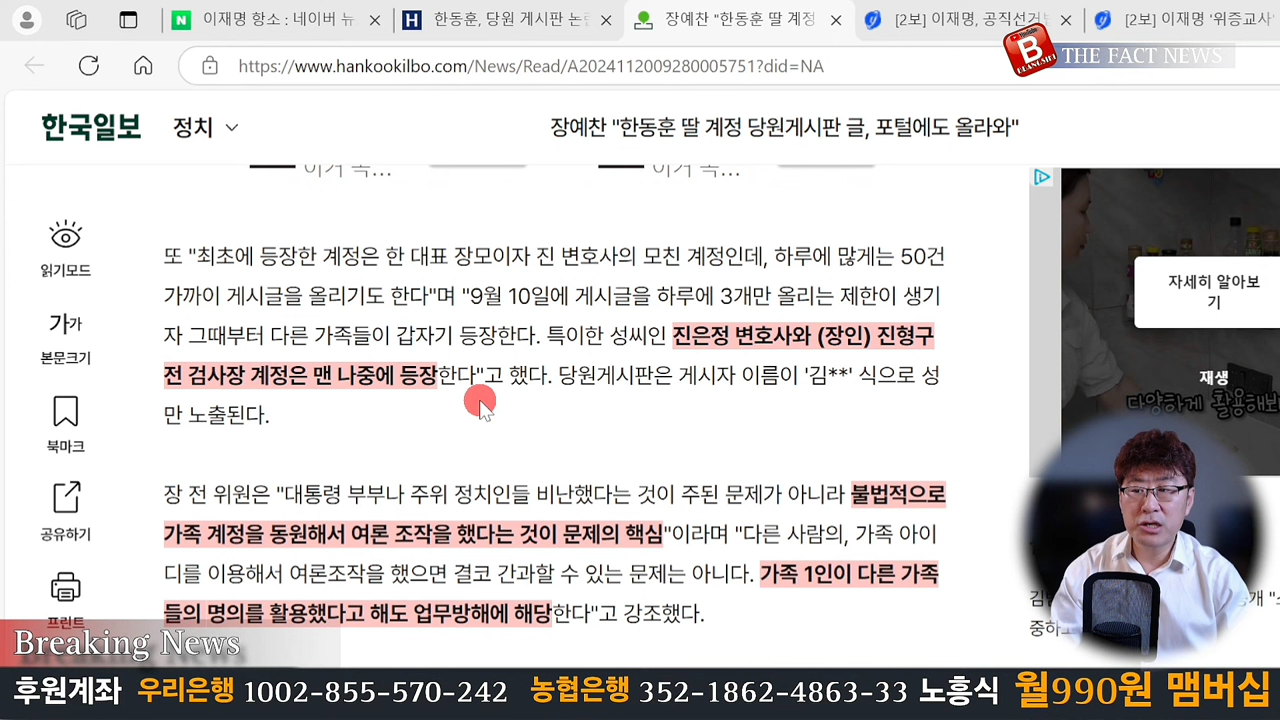 이재명 항소 : 네이버 뉴
한동훈, 당원 게시판 논란
장예찬 "한동훈 딸 계정
[2보] 이재명, 공직선거
[2보] 이재명 '위증교사'
https://www.hankookilbo.com/News/Read/A2024112009280005751?did=NA
B
THE FACT NEWS
한국일보
정치
장예찬 "한동훈 딸 계정 당원게시판 글, 포털에도 올라와"
읽기모드
가가
본문크기
북마크
공유하기
프린트
또 "최초에 등장한 계정은 한 대표 장모이자 진 변호사의 모친 계정인데, 하루에 많게는 50건
가까이 게시글을 올리기도 한다"며 "9월 10일에 게시글을 하루에 3개만 올리는 제한이 생기
자 그때부터 다른 가족들이 갑자기 등장한다. 특이한 성씨인 진은정 변호사와 (장인) 진형구
전 검사장 계정은 맨 나중에 등장한다"고 했다. 당원게시판은 게시자 이름이 '김**' 식으로 성
만 노출된다.
장 전 위원은 "대통령 부부나 주위 정치인들 비난했다는 것이 주된 문제가 아니라 불법적으로
가족 계정을 동원해서 여론 조작을 했다는 것이 문제의 핵심"이라며 "다른 사람의, 가족 아이
디를 이용해서 여론조작을 했으면 결코 간과할 수 있는 문제는 아니다. 가족 1인이 다른 가족
들의 명의를 활용했다고 해도 업무방해에 해당한다"고 강조했다.
자세히 알아보
기
재생
다양하게 활용해보
Breaking News
후원계좌 우리은행 1002-855-570-242 농협은행 352-1862-4863-33 노흥식 월990원 맴버십